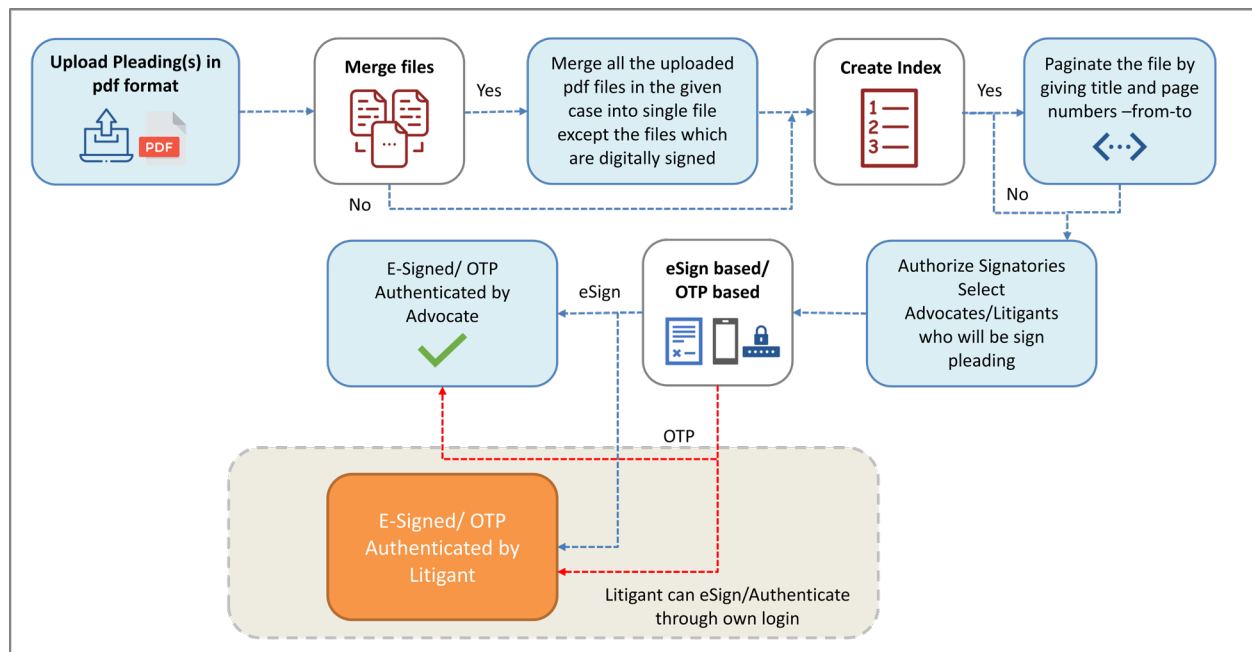 Upload Pleading(s) in
pdf format
PDF
Merge files
Yes
No
Merge all the uploaded
pdf files in the given
case into single file
except the files which
are digitally signed
Create Index
1
2
3
Yes
No
Paginate the file by
giving title and page
numbers –from-to
Authorize Signatories
Select
Advocates/Litigants
who will be sign
pleading
eSign based/
OTP based
eSign
OTP
E-Signed/ OTP
Authenticated by
Advocate
E-Signed/ OTP
Authenticated by
Litigant
Litigant can eSign/Authenticate
through own login